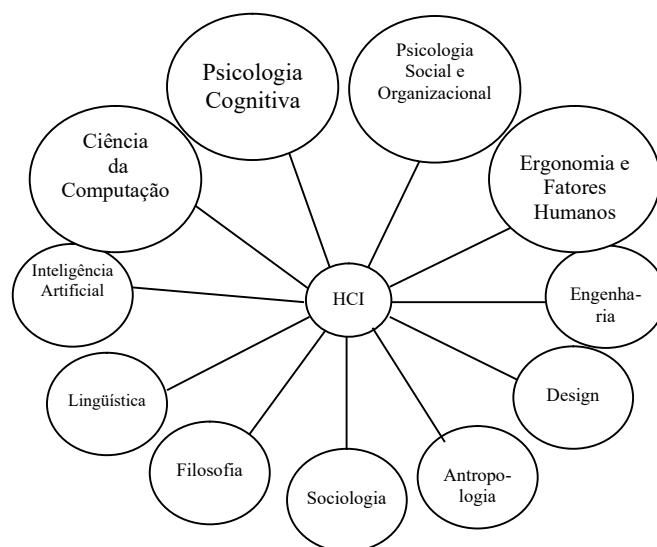 Psicologia
Cognitiva
Psicologia
Social e
Organizacional
Ciência
da
Computação
Ergonomia e
Fatores
Humanos
Inteligência
Artificial
HCI
Engenha-
ria
Lingüística
Design
Filosofia
Sociologia
Antropo-
logia